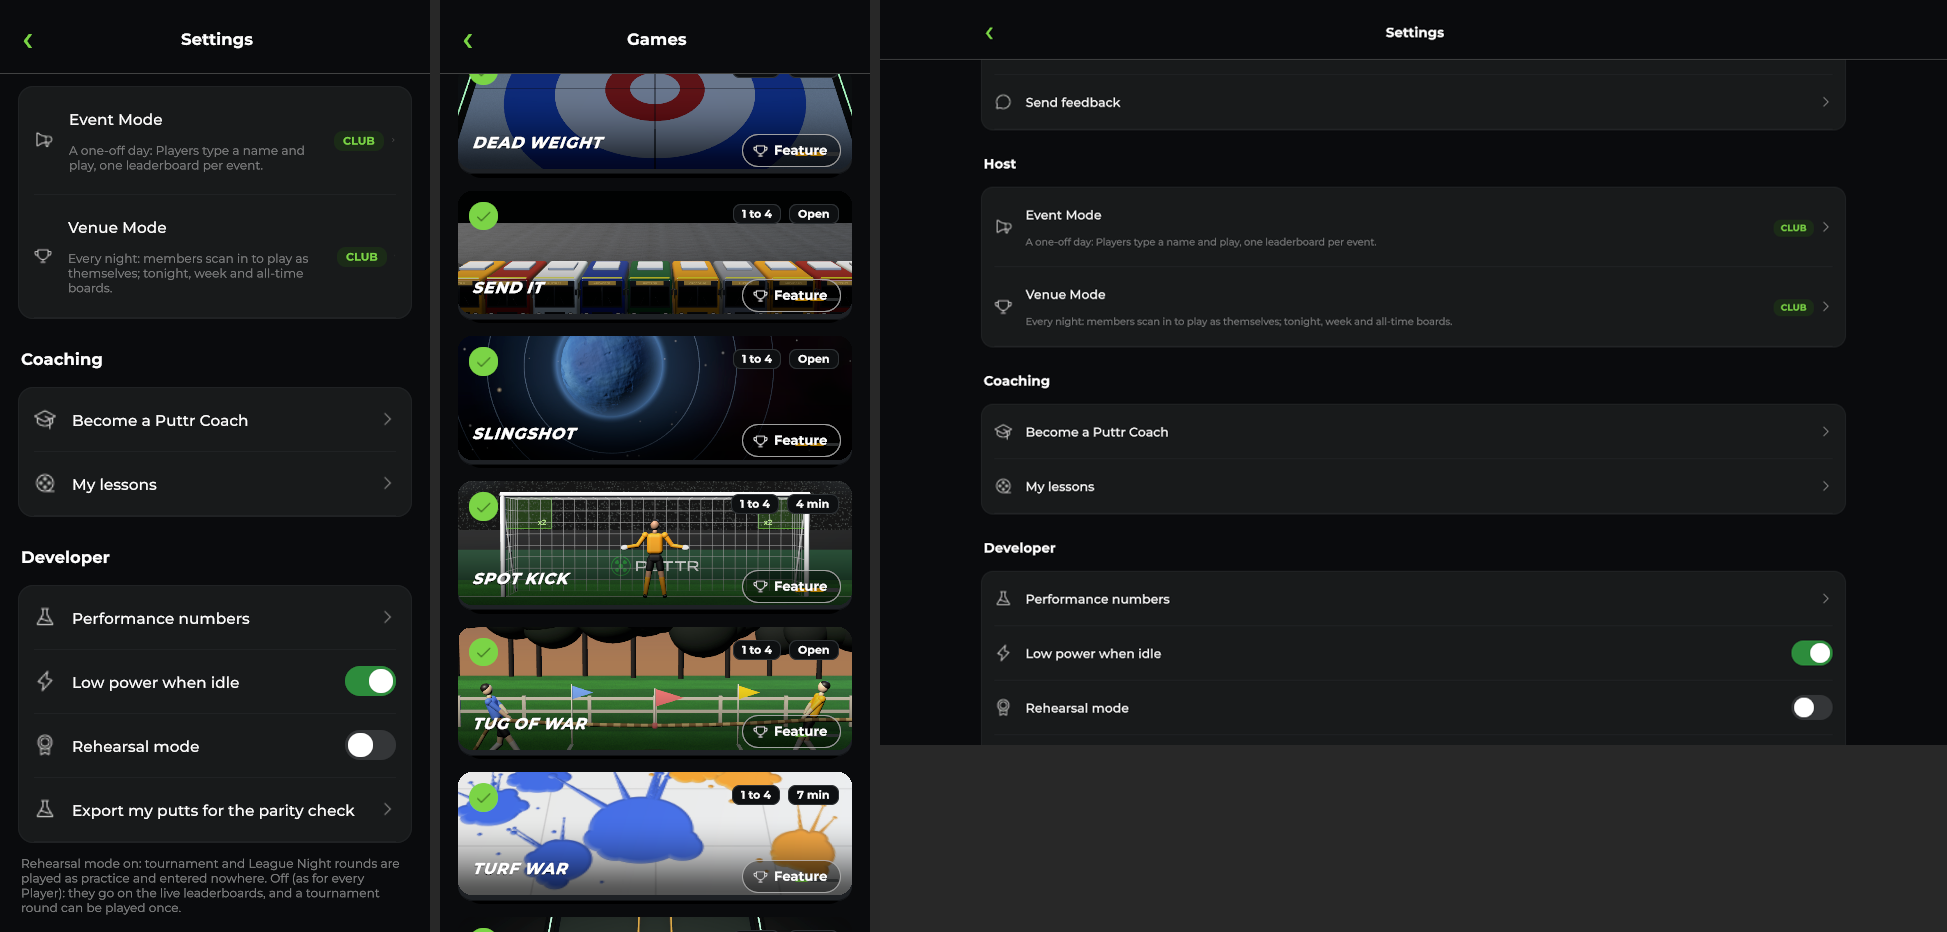 Settings
Event Mode
A one-off day: Players type a name and
play, one leaderboard per event.
CLUB
Venue Mode
Every night: members scan in to play as
themselves; tonight, week and all-time
boards.
CLUB
Coaching
Become a Puttr Coach
My lessons
Developer
Performance numbers
Low power when idle
Rehearsal mode
Export my putts for the parity check
Rehearsal mode on: tournament and League Night rounds are
played as practice and entered nowhere. Off (as for every
Player): they go on the live leaderboards, and a tournament
round can be played once.
Games
DEAD WEIGHT
Feature
1 to 4 Open
SEND IT
Feature
1 to 4 Open
SLINGSHOT
Feature
1 to 4 4 min
x2 x2
PUTTR
SPOT KICK
Feature
1 to 4 Open
TUG OF WAR
Feature
1 to 4 7 min
TURF WAR
Feature
Settings
Send feedback
Host
Event Mode
A one-off day: Players type a name and play, one leaderboard per event.
CLUB
Venue Mode
Every night: members scan in to play as themselves; tonight, week and all-time boards.
CLUB
Coaching
Become a Puttr Coach
My lessons
Developer
Performance numbers
Low power when idle
Rehearsal mode